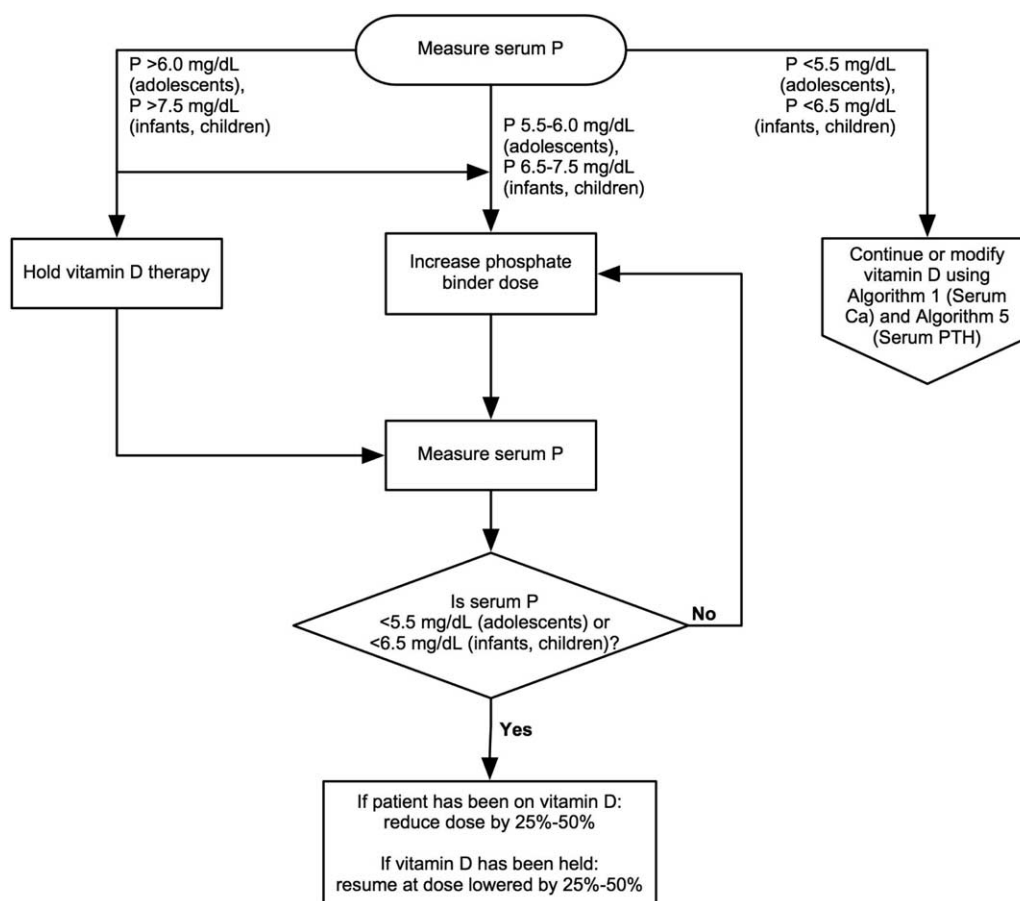 Measure serum P
P >6.0 mg/dL
(adolescents),
P >7.5 mg/dL
(infants, children)
P 5.5-6.0 mg/dL
(adolescents),
P 6.5-7.5 mg/dL
(infants, children)
P <5.5 mg/dL
(adolescents),
P <6.5 mg/dL
(infants, children)
Hold vitamin D therapy
Increase phosphate
binder dose
Continue or modify
vitamin D using
Algorithm 1 (Serum
Ca) and Algorithm 5
(Serum PTH)
Measure serum P
Is serum P
<5.5 mg/dL (adolescents) or
<6.5 mg/dL (infants, children)?
No
Yes
If patient has been on vitamin D:
reduce dose by 25%-50%
If vitamin D has been held:
resume at dose lowered by 25%-50%